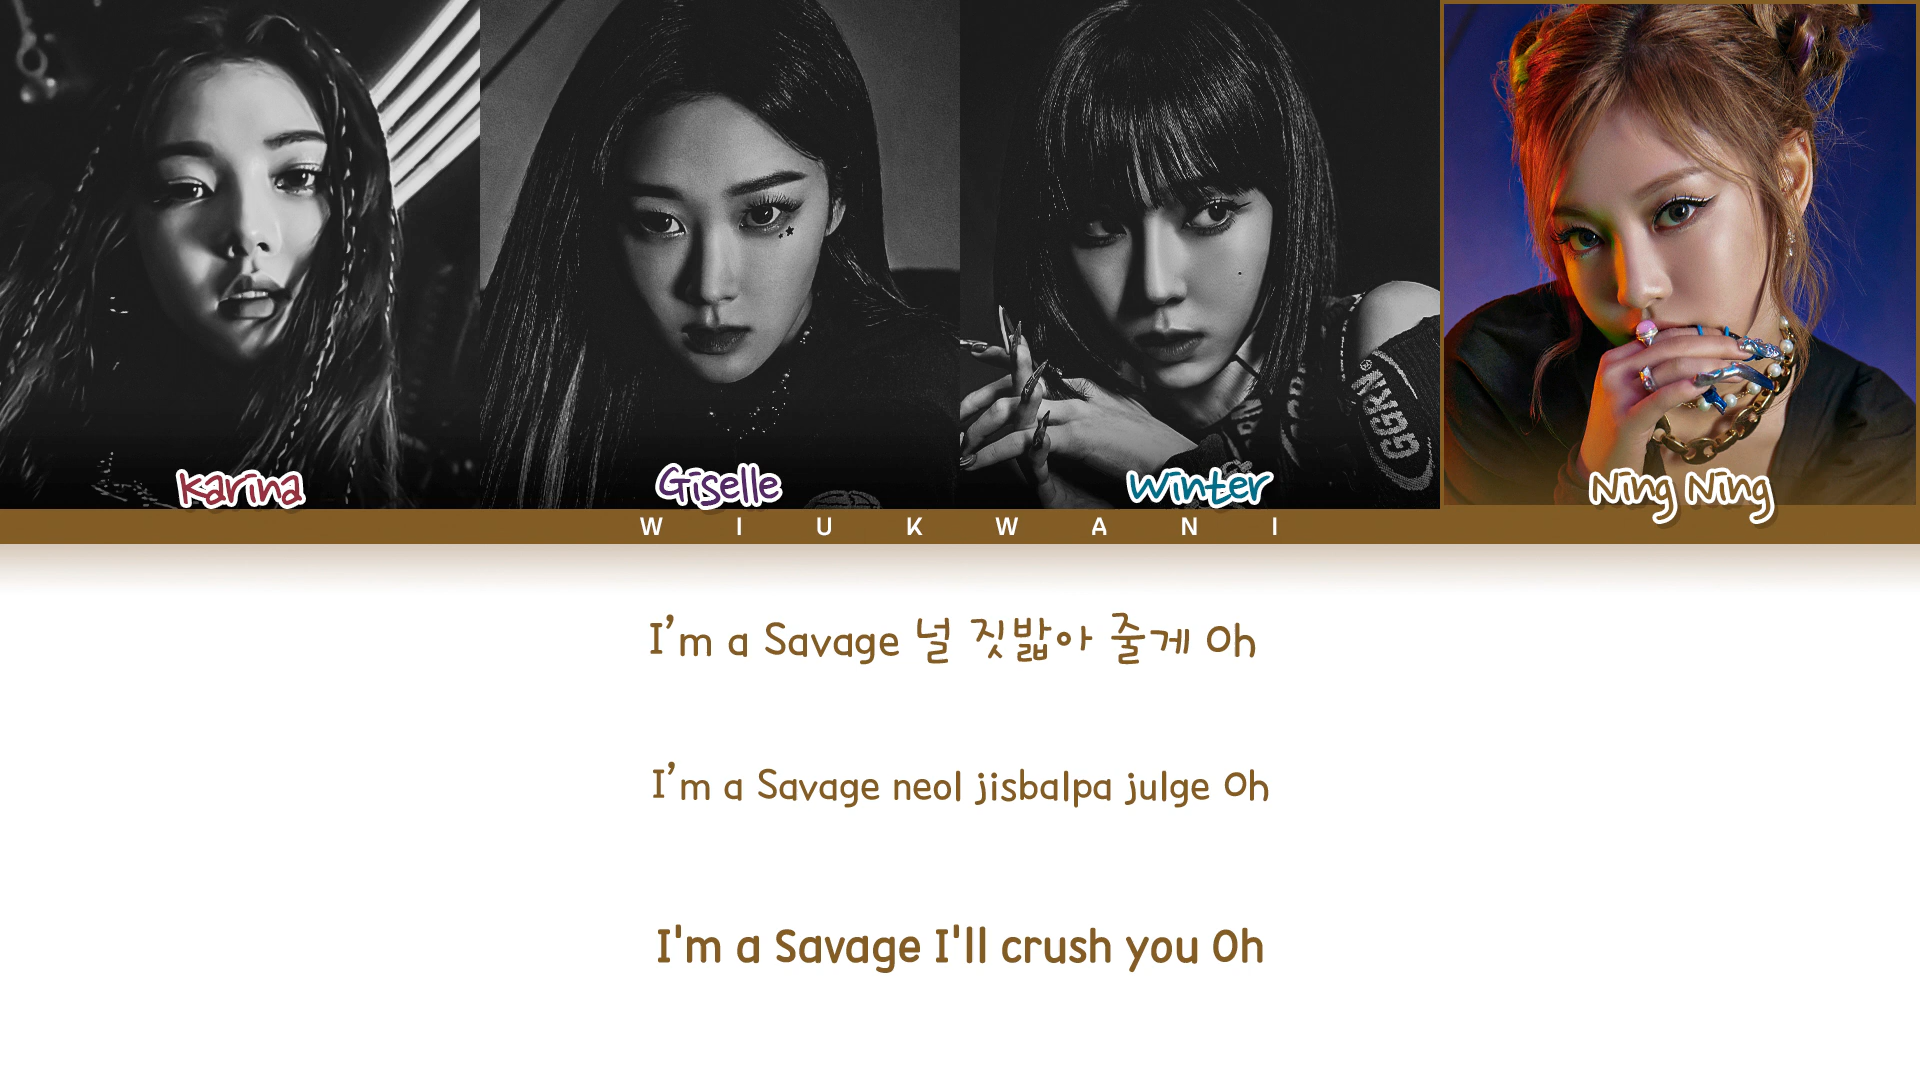 Karina
Giselle
Winter
Ning Ning
W I U K W A N I
I'm a Savage 널 짓밟아 줄게 Oh
I'm a Savage neol jisbalpa julge Oh
I'm a Savage I'll crush you Oh